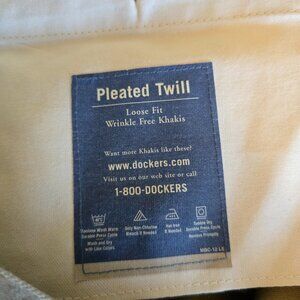 Pleated Twill
Loose Fit
Wrinkle Free Khakis
Want more Khakis like these?
www.dockers.com
Visit us on our web site or call
1-800-DOCKERS
Machine Wash Warm
Durable Press Cycle
Wash and Dry
with Like Colors
Only Non-Chlorine
Bleach If Needed
Hot Iron
If Needed
Tumble Dry
Durable Press Cycle
Remove Promptly